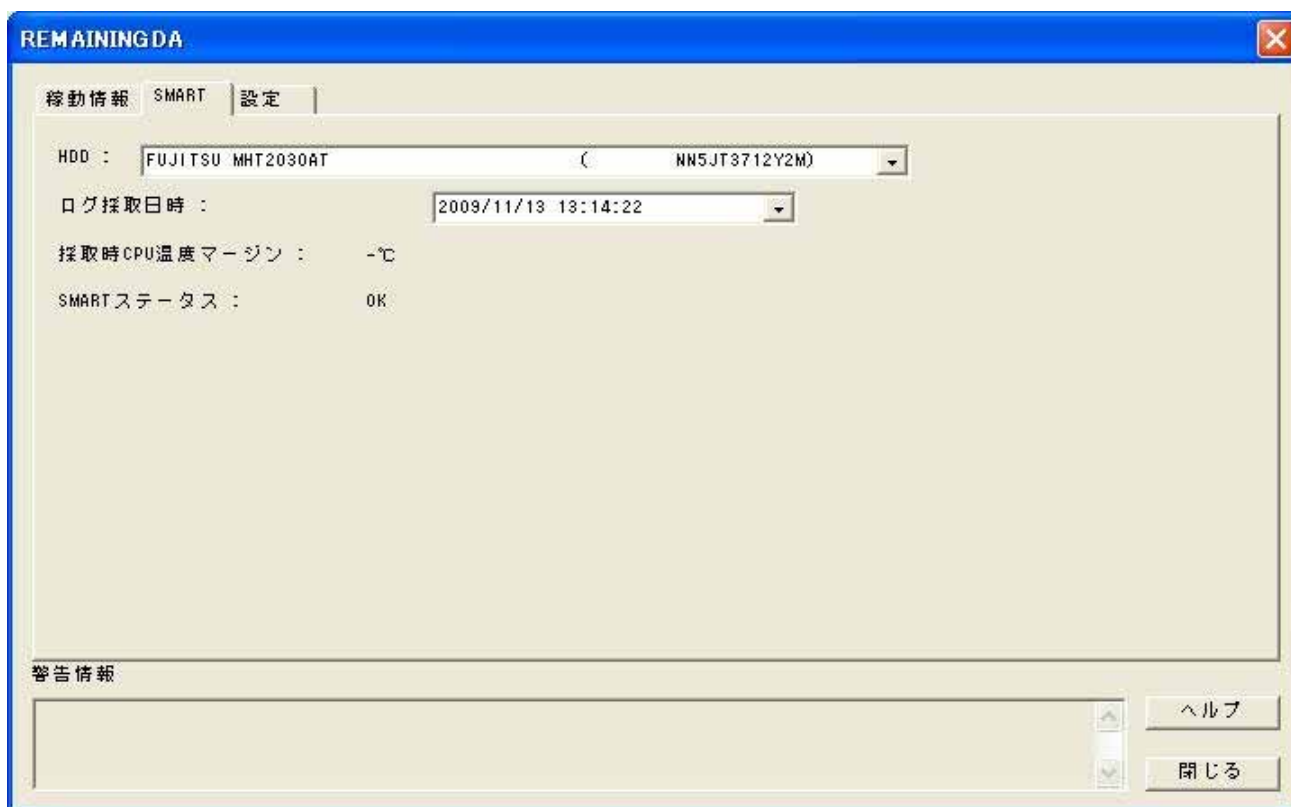 REMAININGDA
稼動情報 SMART 設定
HDD : FUJITSU MHT2030AT ( NN5JT3712Y2M)
ログ採取日時 : 2009/11/13 13:14:22
採取時CPU温度マージン : -℃
SMARTステータス : OK
警告情報
ヘルプ
閉じる